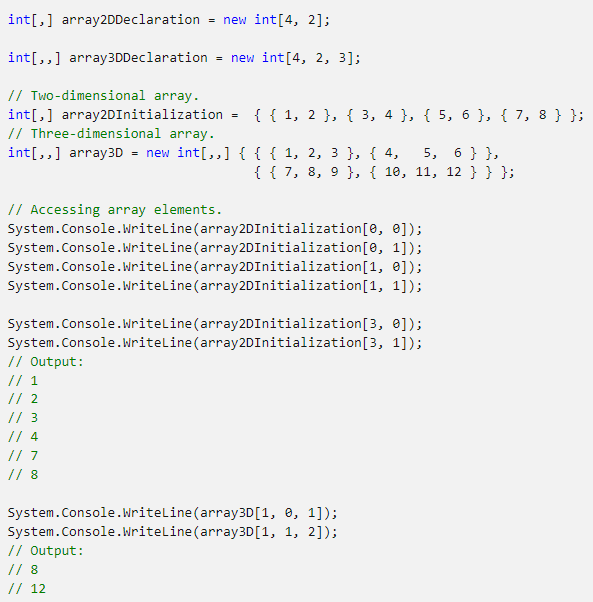 int[,] array2DDeclaration = new int[4, 2];
int[,,] array3DDeclaration = new int[4, 2, 3];
// Two-dimensional array.
int[,] array2DInitialization =  { { 1, 2 }, { 3, 4 }, { 5, 6 }, { 7, 8 } };
// Three-dimensional array.
int[,,] array3D = new int[,,] { { { 1, 2, 3 }, { 4,   5,  6 } },
{ { 7, 8, 9 }, { 10, 11, 12 } } };
// Accessing array elements.
System.Console.WriteLine(array2DInitialization[0, 0]);
System.Console.WriteLine(array2DInitialization[0, 1]);
System.Console.WriteLine(array2DInitialization[1, 0]);
System.Console.WriteLine(array2DInitialization[1, 1]);
System.Console.WriteLine(array2DInitialization[3, 0]);
System.Console.WriteLine(array2DInitialization[3, 1]);
// Output:
// 1
// 2
// 3
// 4
// 7
// 8
System.Console.WriteLine(array3D[1, 0, 1]);
System.Console.WriteLine(array3D[1, 1, 2]);
// Output:
// 8
// 12